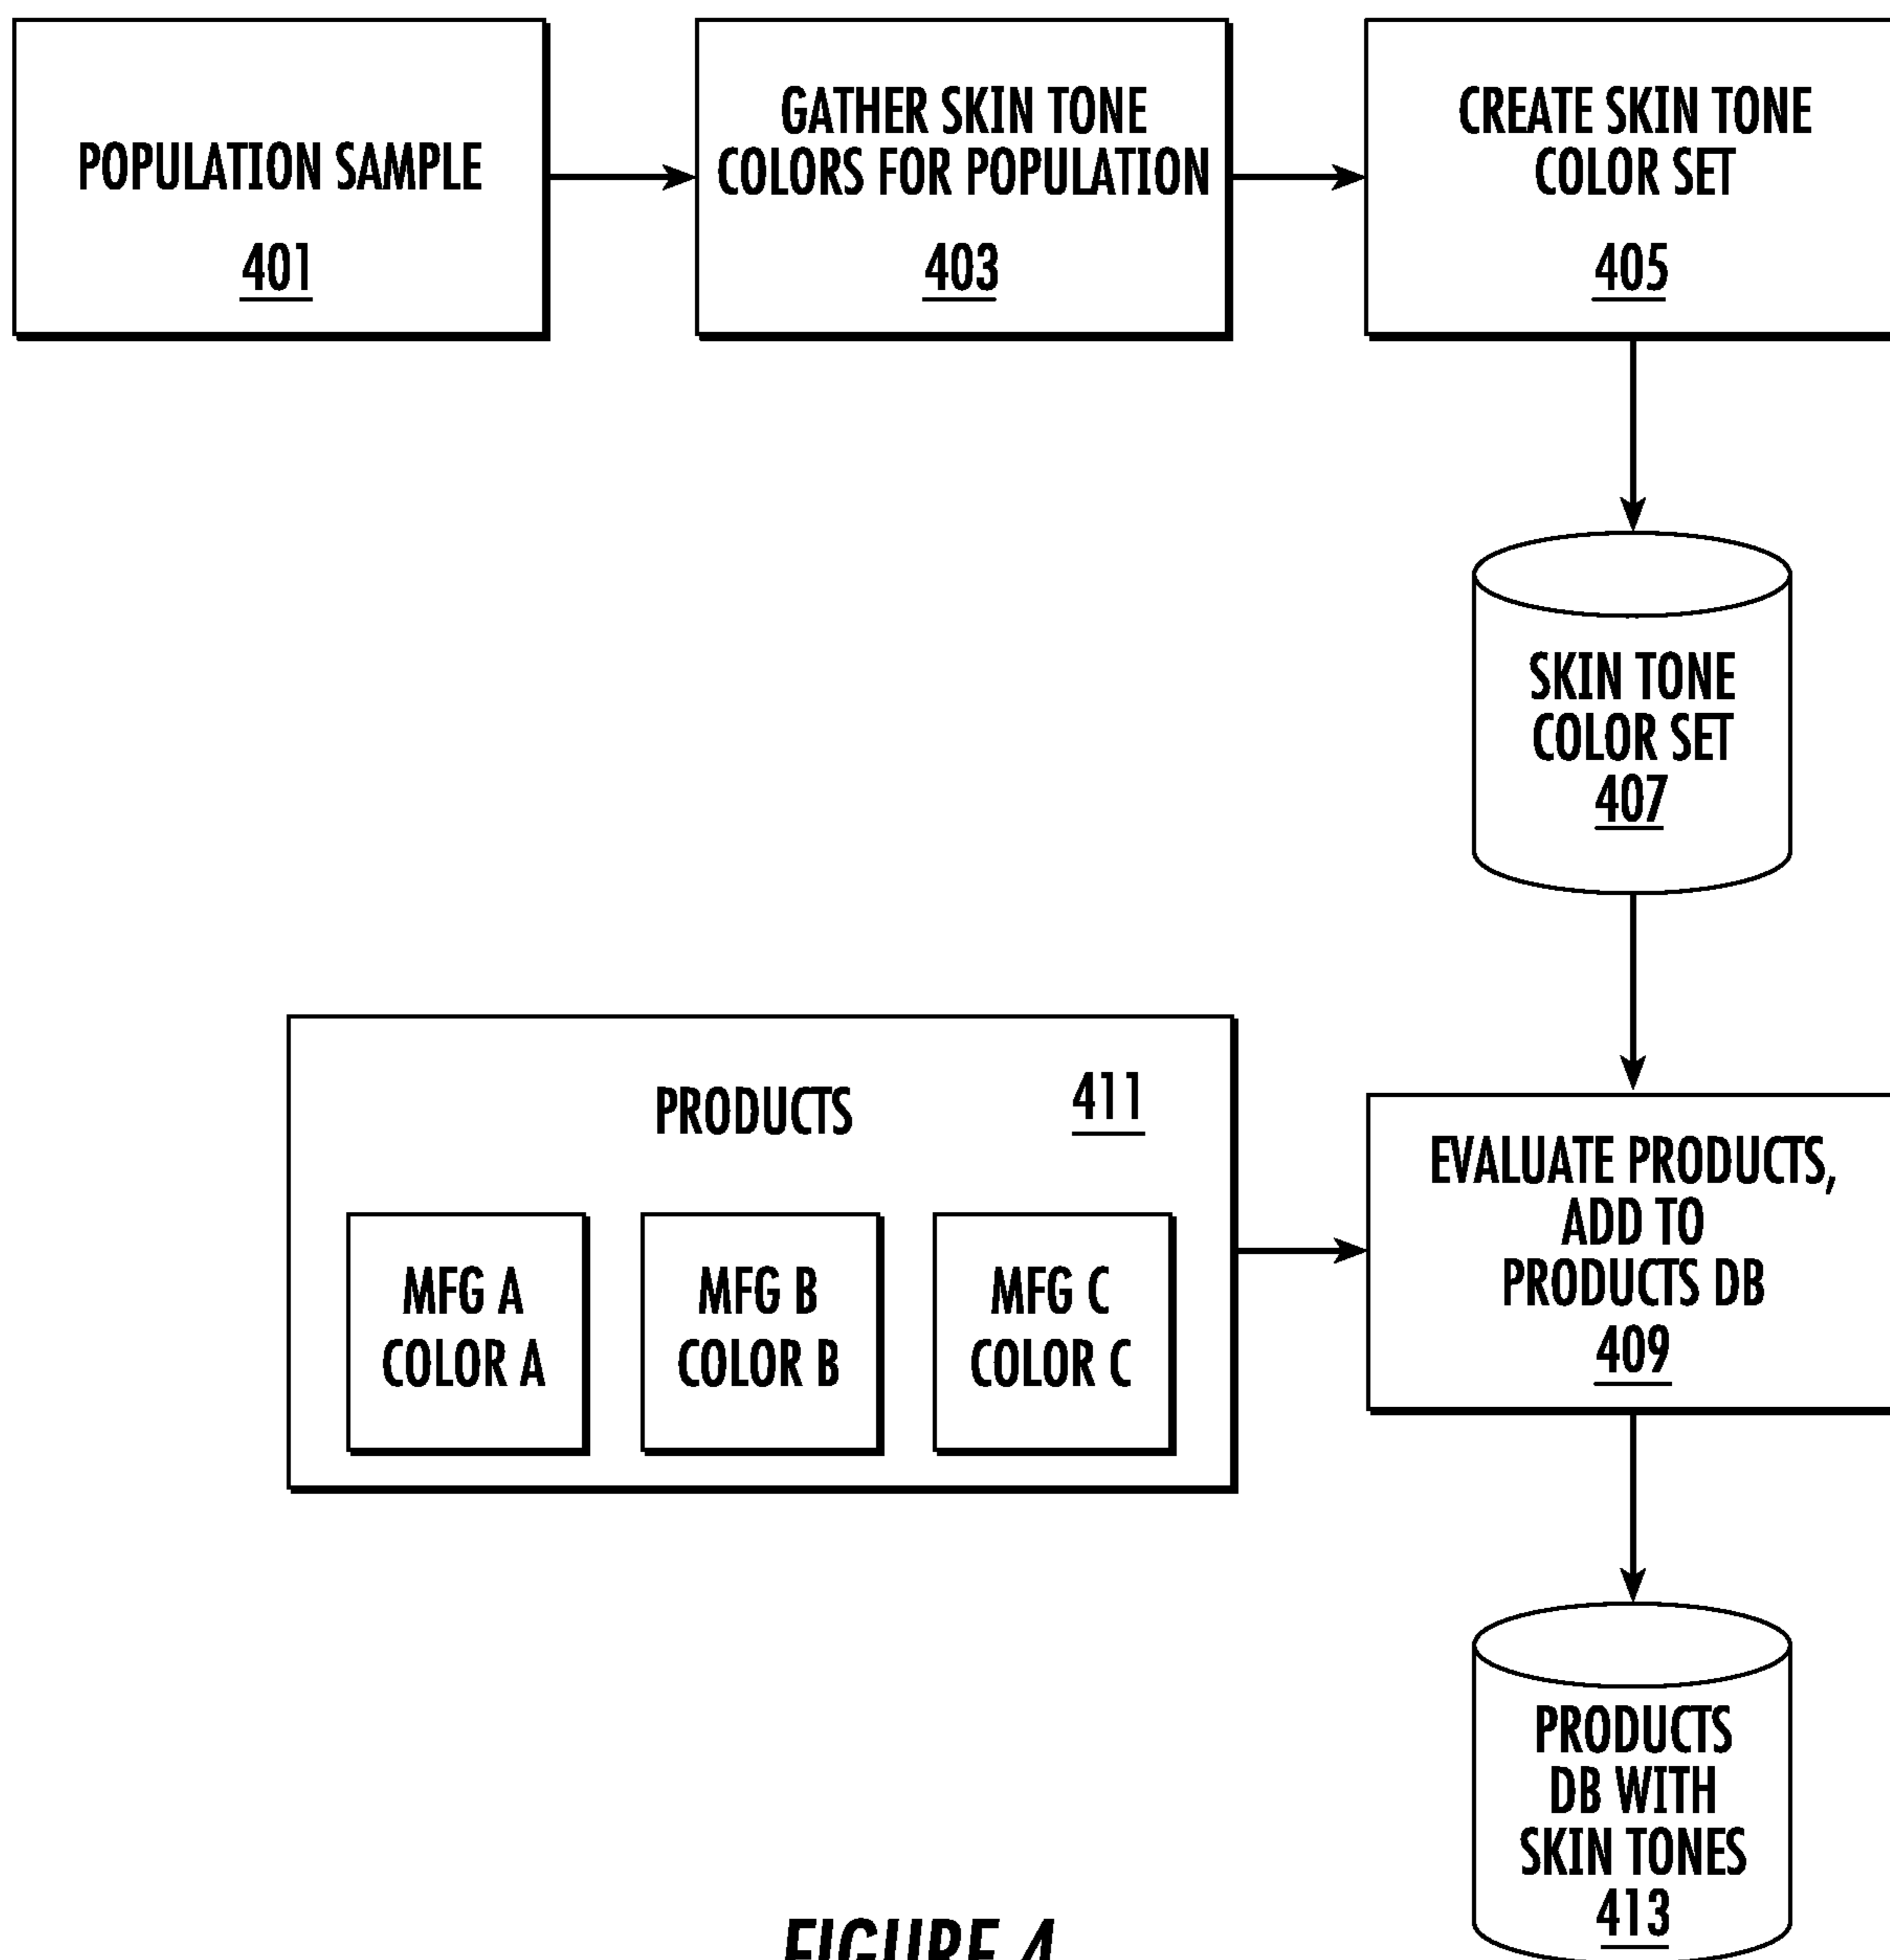 POPULATION SAMPLE
401
GATHER SKIN TONE
COLORS FOR POPULATION
403
CREATE SKIN TONE
COLOR SET
405
SKIN TONE
COLOR SET
407
PRODUCTS
411
MFG A
COLOR A
MFG B
COLOR B
MFG C
COLOR C
EVALUATE PRODUCTS,
ADD TO
PRODUCTS DB
409
PRODUCTS
DB WITH
SKIN TONES
413
FIGURE 4